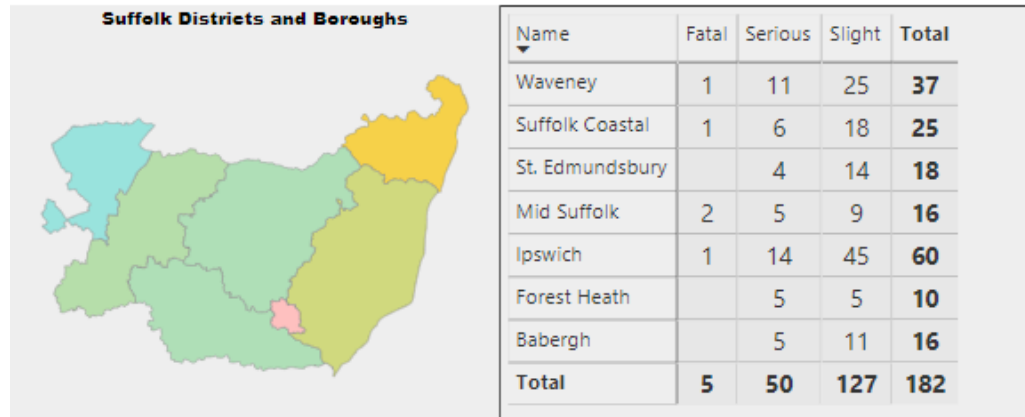 Suffolk Districts and Boroughs
Name Fatal Serious Slight Total
Waveney 1 11 25 37
Suffolk Coastal 1 6 18 25
St. Edmundsbury 4 14 18
Mid Suffolk 2 5 9 16
Ipswich 1 14 45 60
Forest Heath 5 5 10
Babergh 5 11 16
Total 5 50 127 182